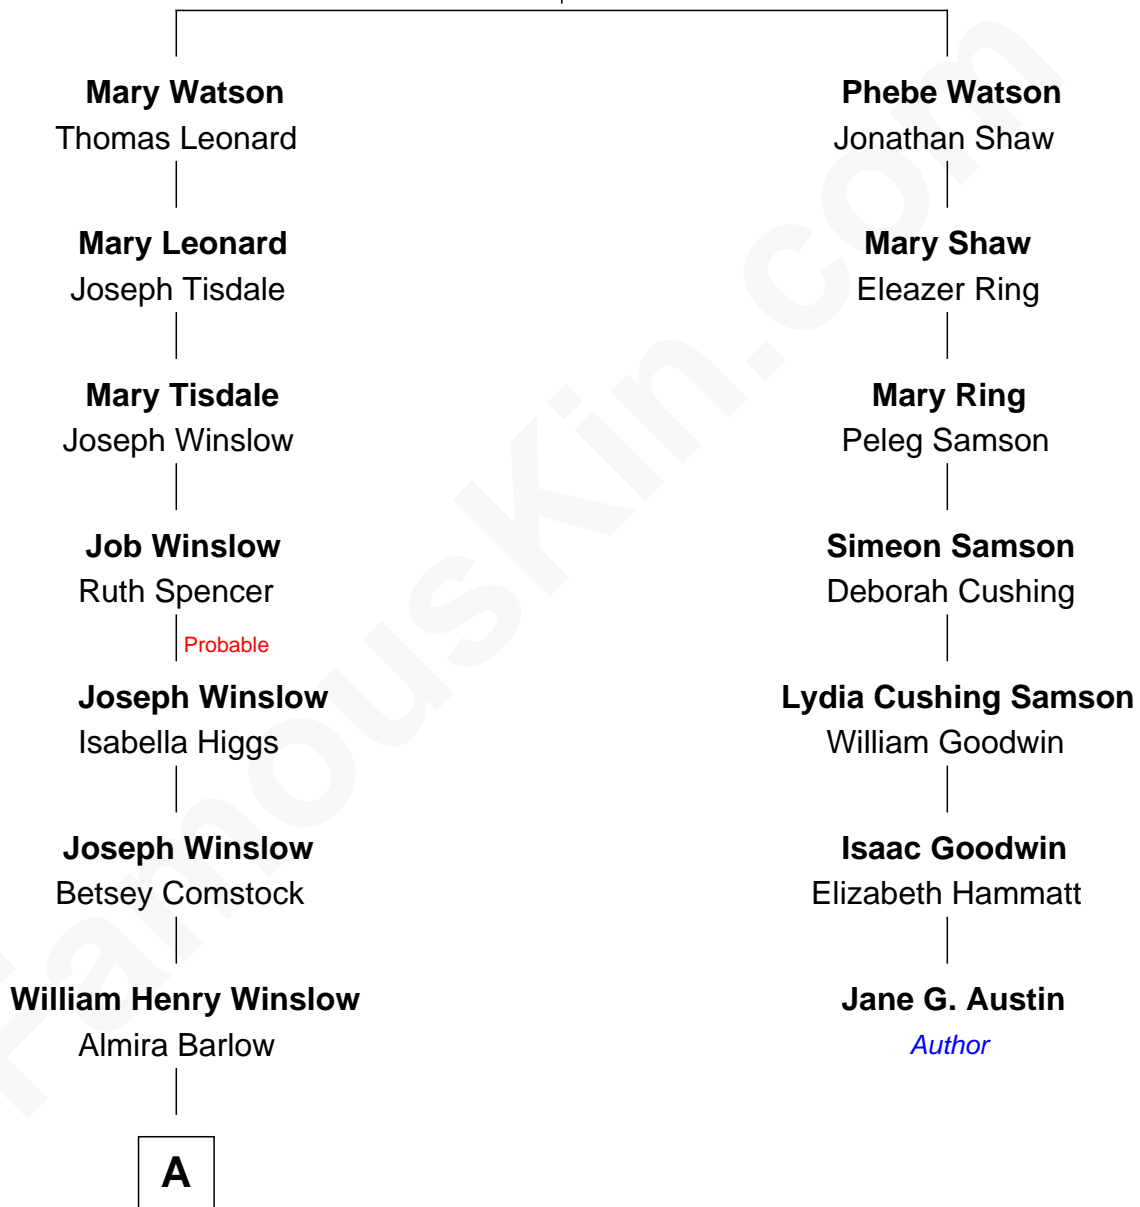 Mary Watson
Thomas Leonard
Mary Leonard
Joseph Tisdale
Mary Tisdale
Joseph Winslow
Job Winslow
Ruth Spencer
Probable
Joseph Winslow
Isabella Higgs
Joseph Winslow
Betsey Comstock
William Henry Winslow
Almira Barlow
A
Phebe Watson
Jonathan Shaw
Mary Shaw
Eleazer Ring
Mary Ring
Peleg Samson
Simeon Samson
Deborah Cushing
Lydia Cushing Samson
William Goodwin
Isaac Goodwin
Elizabeth Hammatt
Jane G. Austin
Author
FamousKin.com